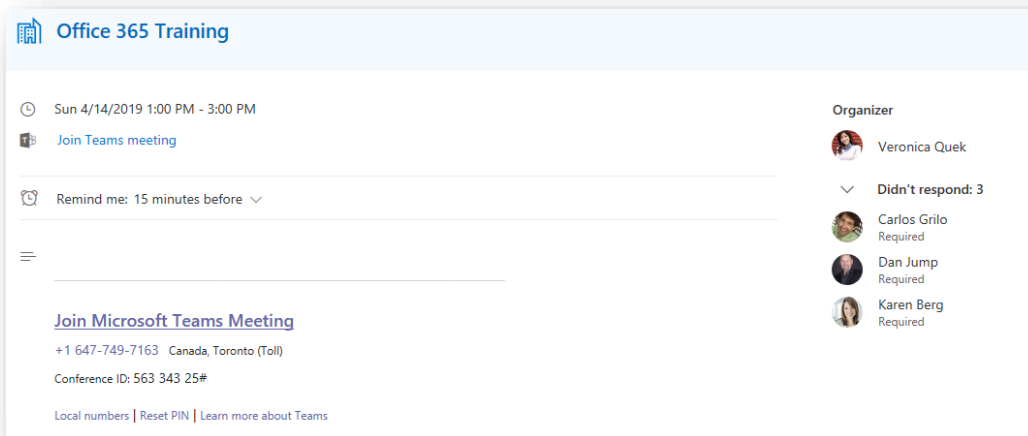 Office 365 Training
Sun 4/14/2019 1:00 PM - 3:00 PM
Join Teams meeting
Remind me: 15 minutes before
Join Microsoft Teams Meeting
+1 647-749-7163 Canada, Toronto (Toll)
Conference ID: 563 343 25#
Local numbers | Reset PIN | Learn more about Teams
Organizer
Veronica Quek
Didn't respond: 3
Carlos Grilo
Required
Dan Jump
Required
Karen Berg
Required